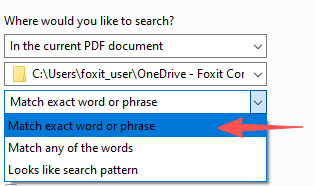 Where would you like to search?
In the current PDF document
C:\Users\foxit_user\OneDrive - Foxit Cor
Match exact word or phrase
Match exact word or phrase
Match any of the words
Looks like search pattern